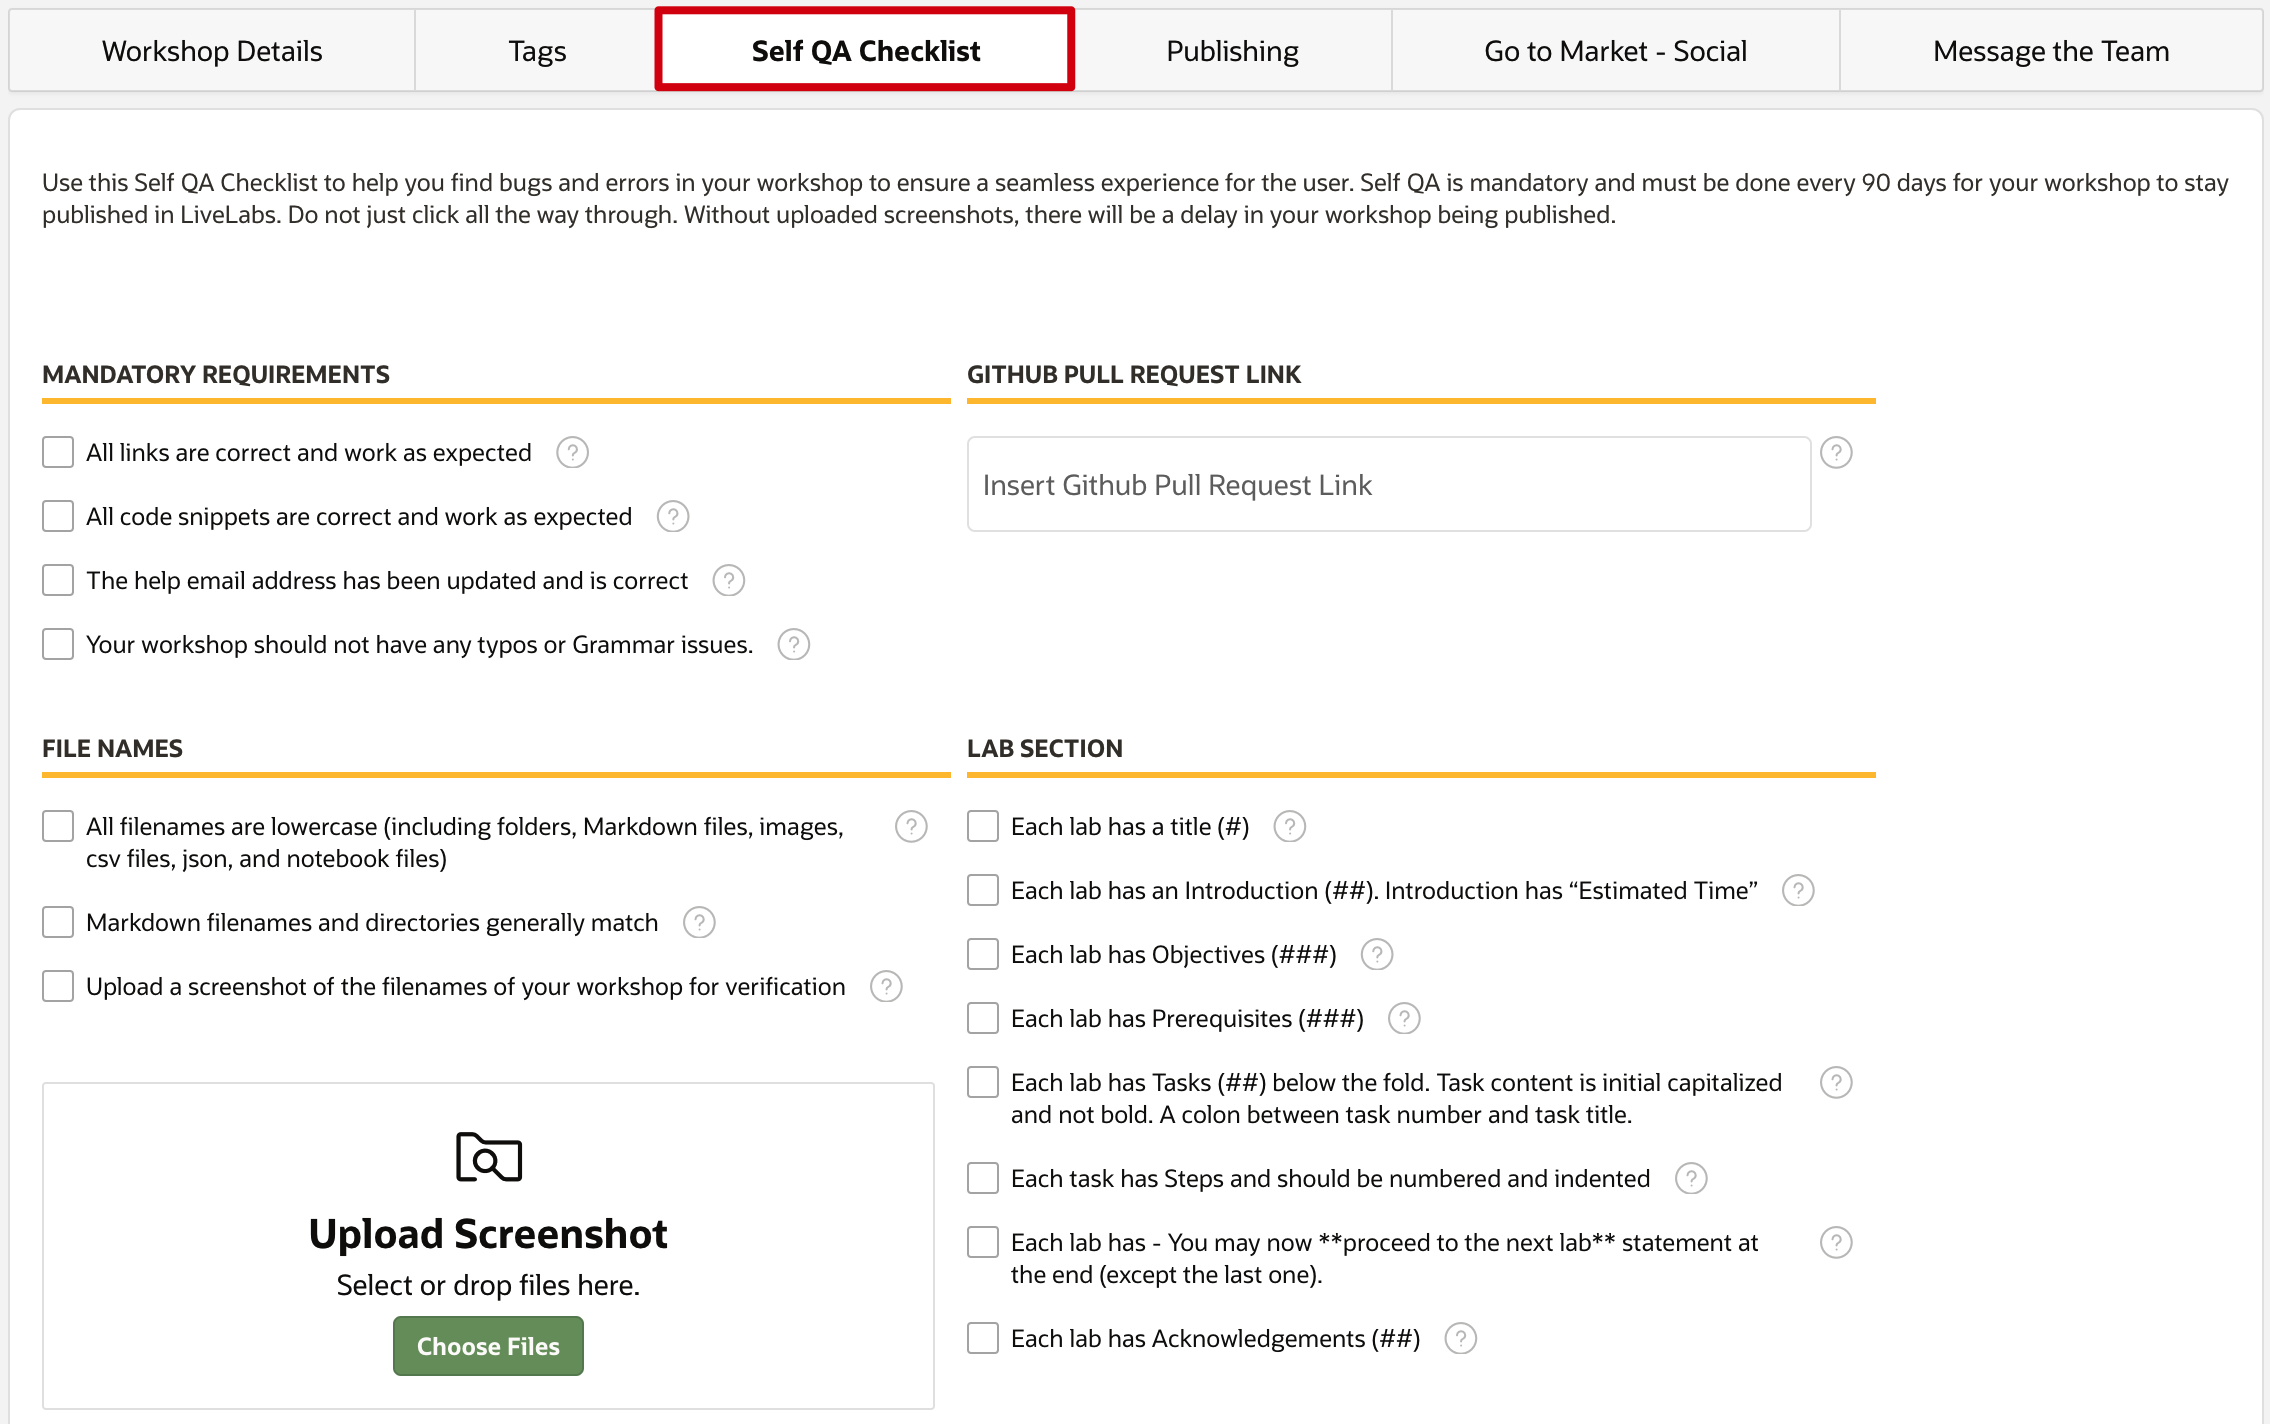 Workshop Details
Tags
Self QA Checklist
Publishing
Go to Market - Social
Message the Team
Use this Self QA Checklist to help you find bugs and errors in your workshop to ensure a seamless experience for the user. Self QA is mandatory and must be done every 90 days for your workshop to stay
published in LiveLabs. Do not just click all the way through. Without uploaded screenshots, there will be a delay in your workshop being published.
MANDATORY REQUIREMENTS
All links are correct and work as expected ?
All code snippets are correct and work as expected ?
The help email address has been updated and is correct ?
Your workshop should not have any typos or Grammar issues. ?
GITHUB PULL REQUEST LINK
Insert Github Pull Request Link ?
FILE NAMES
All filenames are lowercase (including folders, Markdown files, images, ?
csv files, json, and notebook files)
Markdown filenames and directories generally match ?
Upload a screenshot of the filenames of your workshop for verification ?
Upload Screenshot
Select or drop files here.
Choose Files
LAB SECTION
Each lab has a title (#) ?
Each lab has an Introduction (##). Introduction has “Estimated Time” ?
Each lab has Objectives (###) ?
Each lab has Prerequisites (###) ?
Each lab has Tasks (##) below the fold. Task content is initial capitalized ?
and not bold. A colon between task number and task title.
Each task has Steps and should be numbered and indented ?
Each lab has - You may now **proceed to the next lab** statement at ?
the end (except the last one).
Each lab has Acknowledgements (##) ?